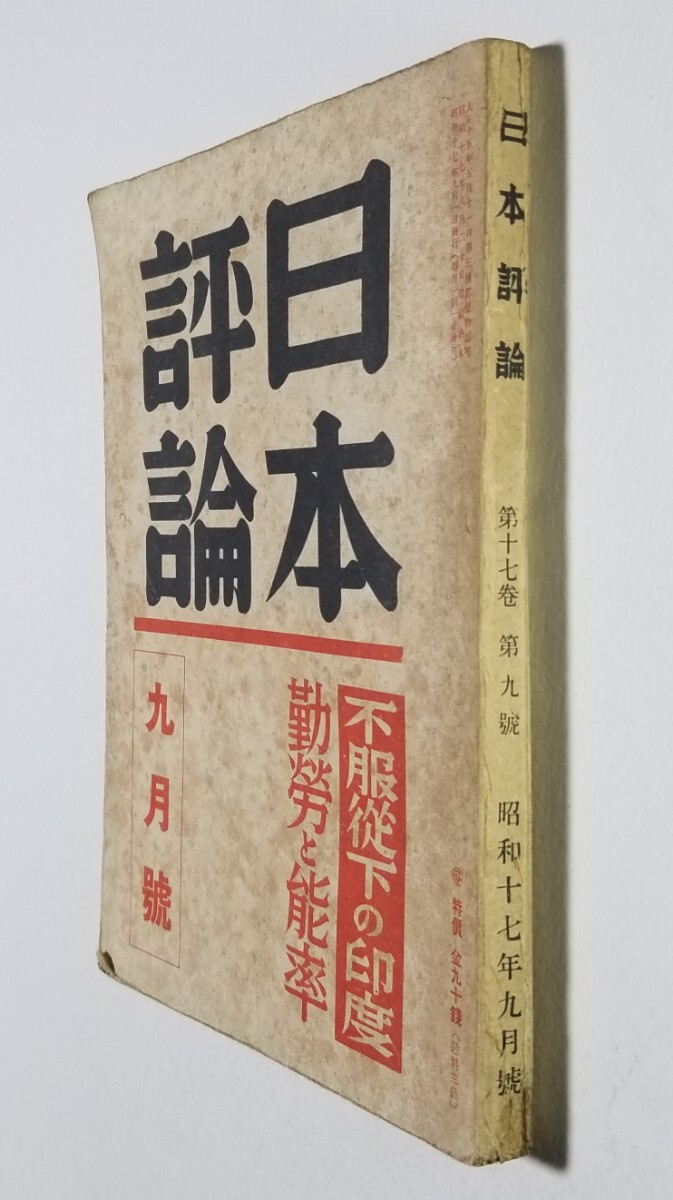 日本
評論
不服從下の印度
勤勞と能率
九月號
特價 金九十錢
日本評論 第十七卷 第九號 昭和十七年九月號